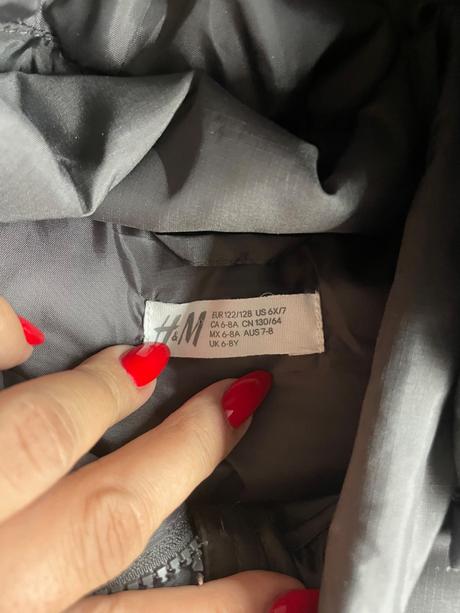 H&M
EUR 122/128 US 6X/7
CA 6-8A CN 130/64
MX 6-8A AUS 7-8
UK 6-8Y